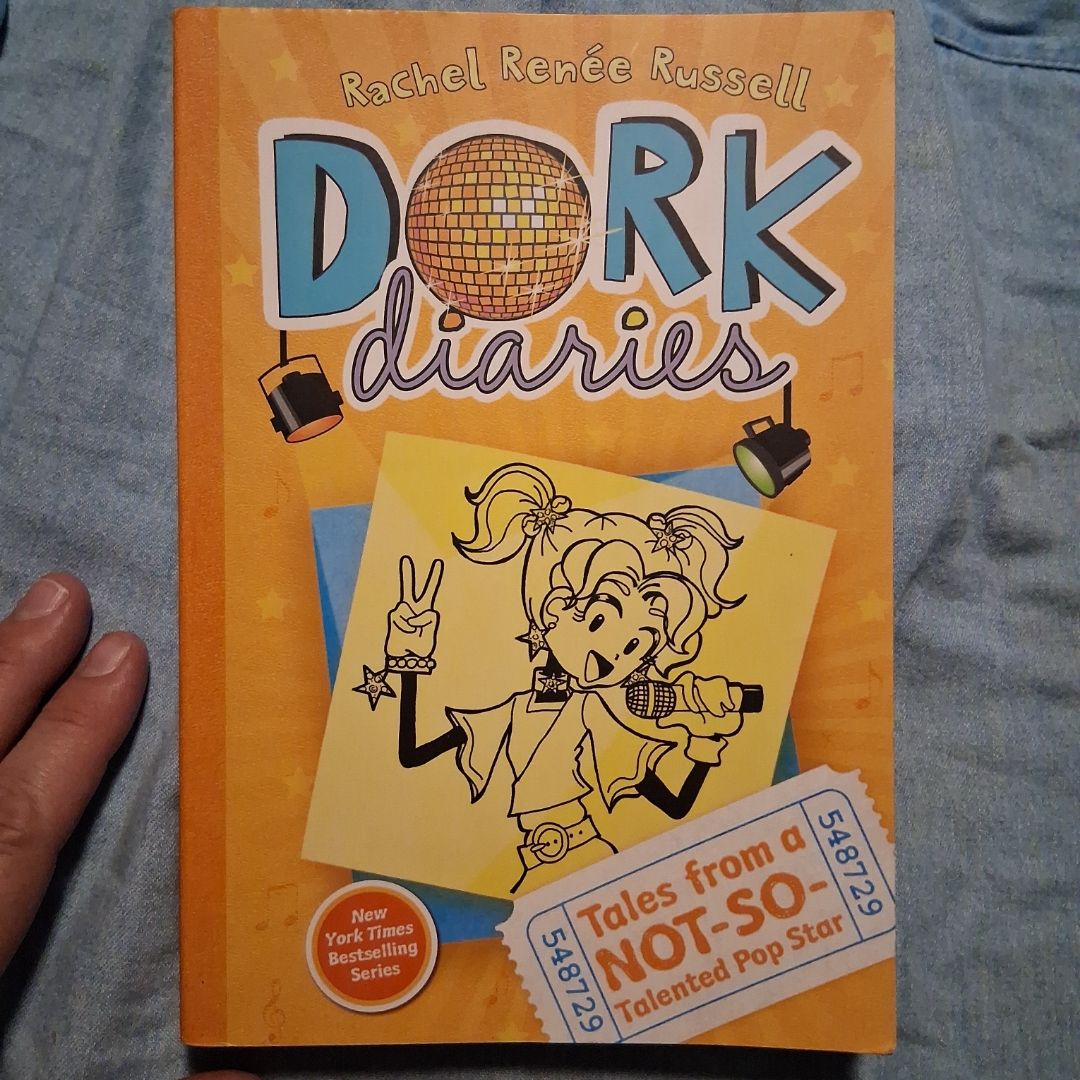 Rachel Renée Russell
DORK
diaries
New
York Times
Bestselling
Series
548729
Tales from a
NOT-SO-
Talented Pop Star
548729